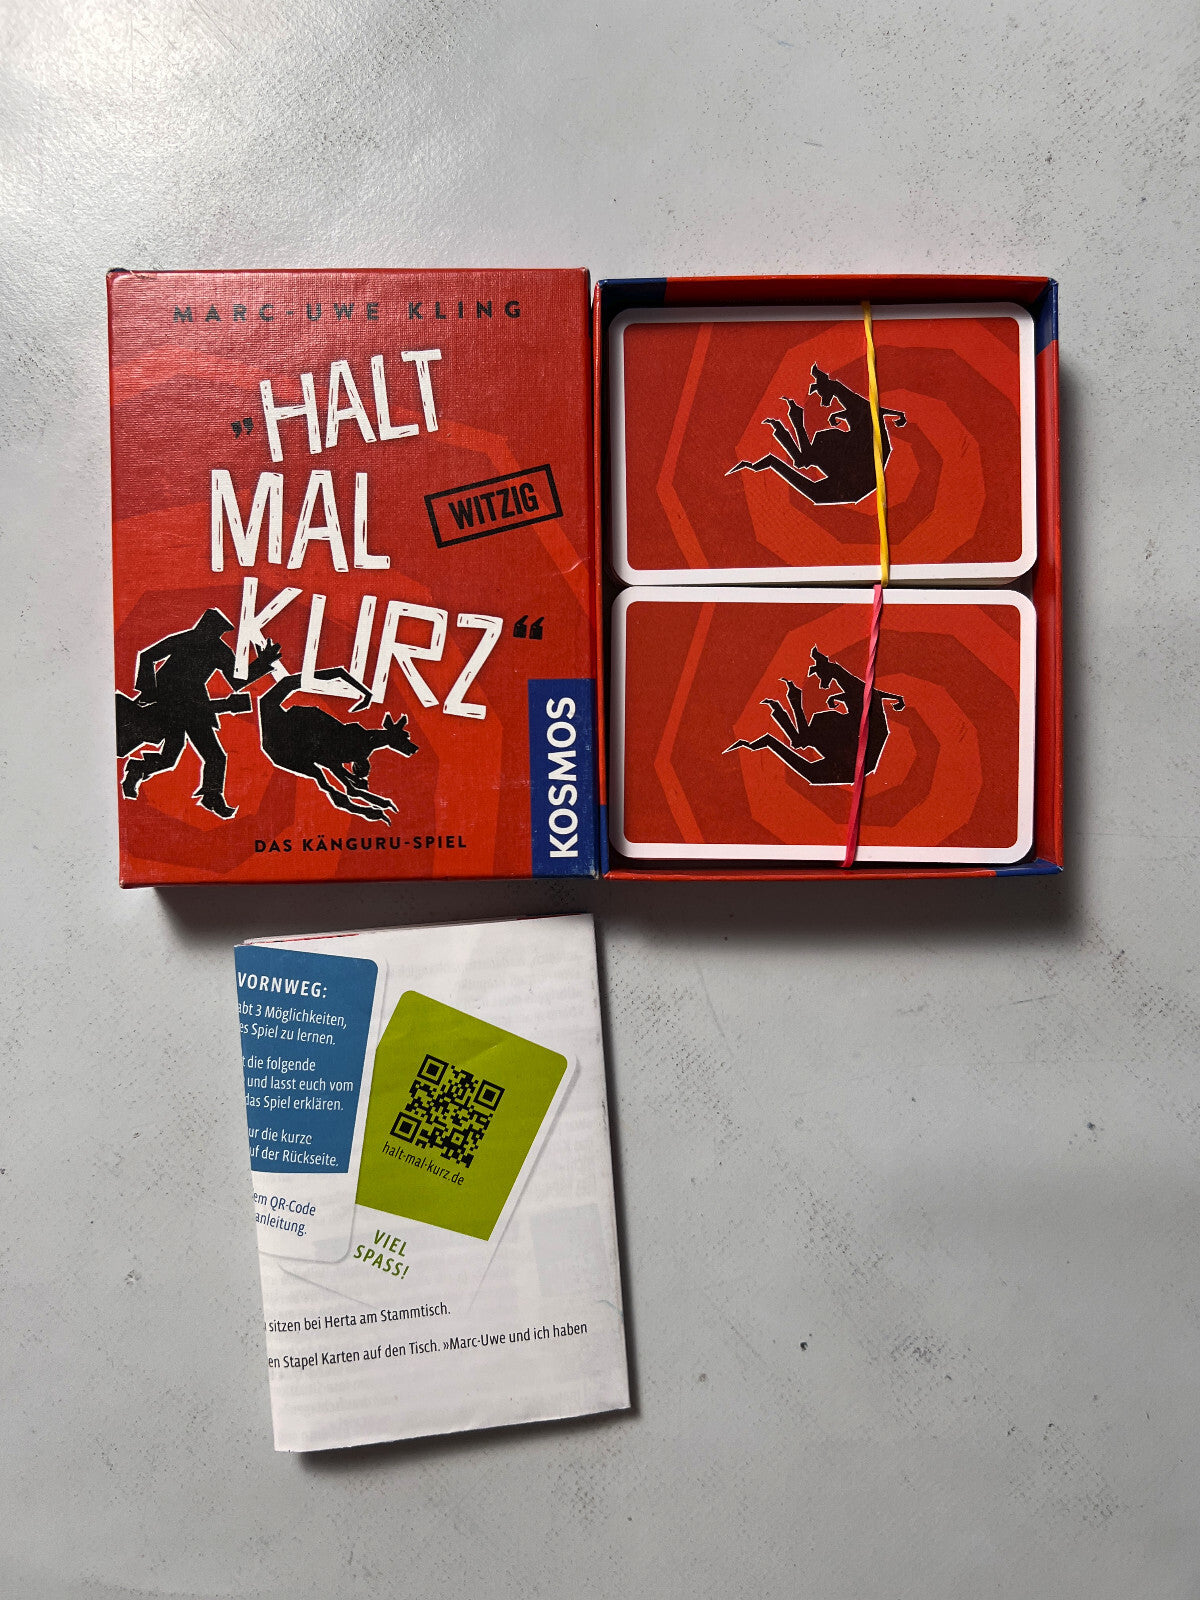 MARC-UWE KLING
„HALT
MAL
KURZ“
WITZIG
KOSMOS
DAS KÄNGURU-SPIEL
VORNWEG:
abt 3 Möglichkeiten,
es Spiel zu lernen.
t die folgende
und lasst euch vom
das Spiel erklären.
ur die kurze
uf der Rückseite.
em QR-Code
anleitung.
halt-mal-kurz.de
VIEL
SPASS!
sitzen bei Herta am Stammtisch.
en Stapel Karten auf den Tisch. »Marc-Uwe und ich haben